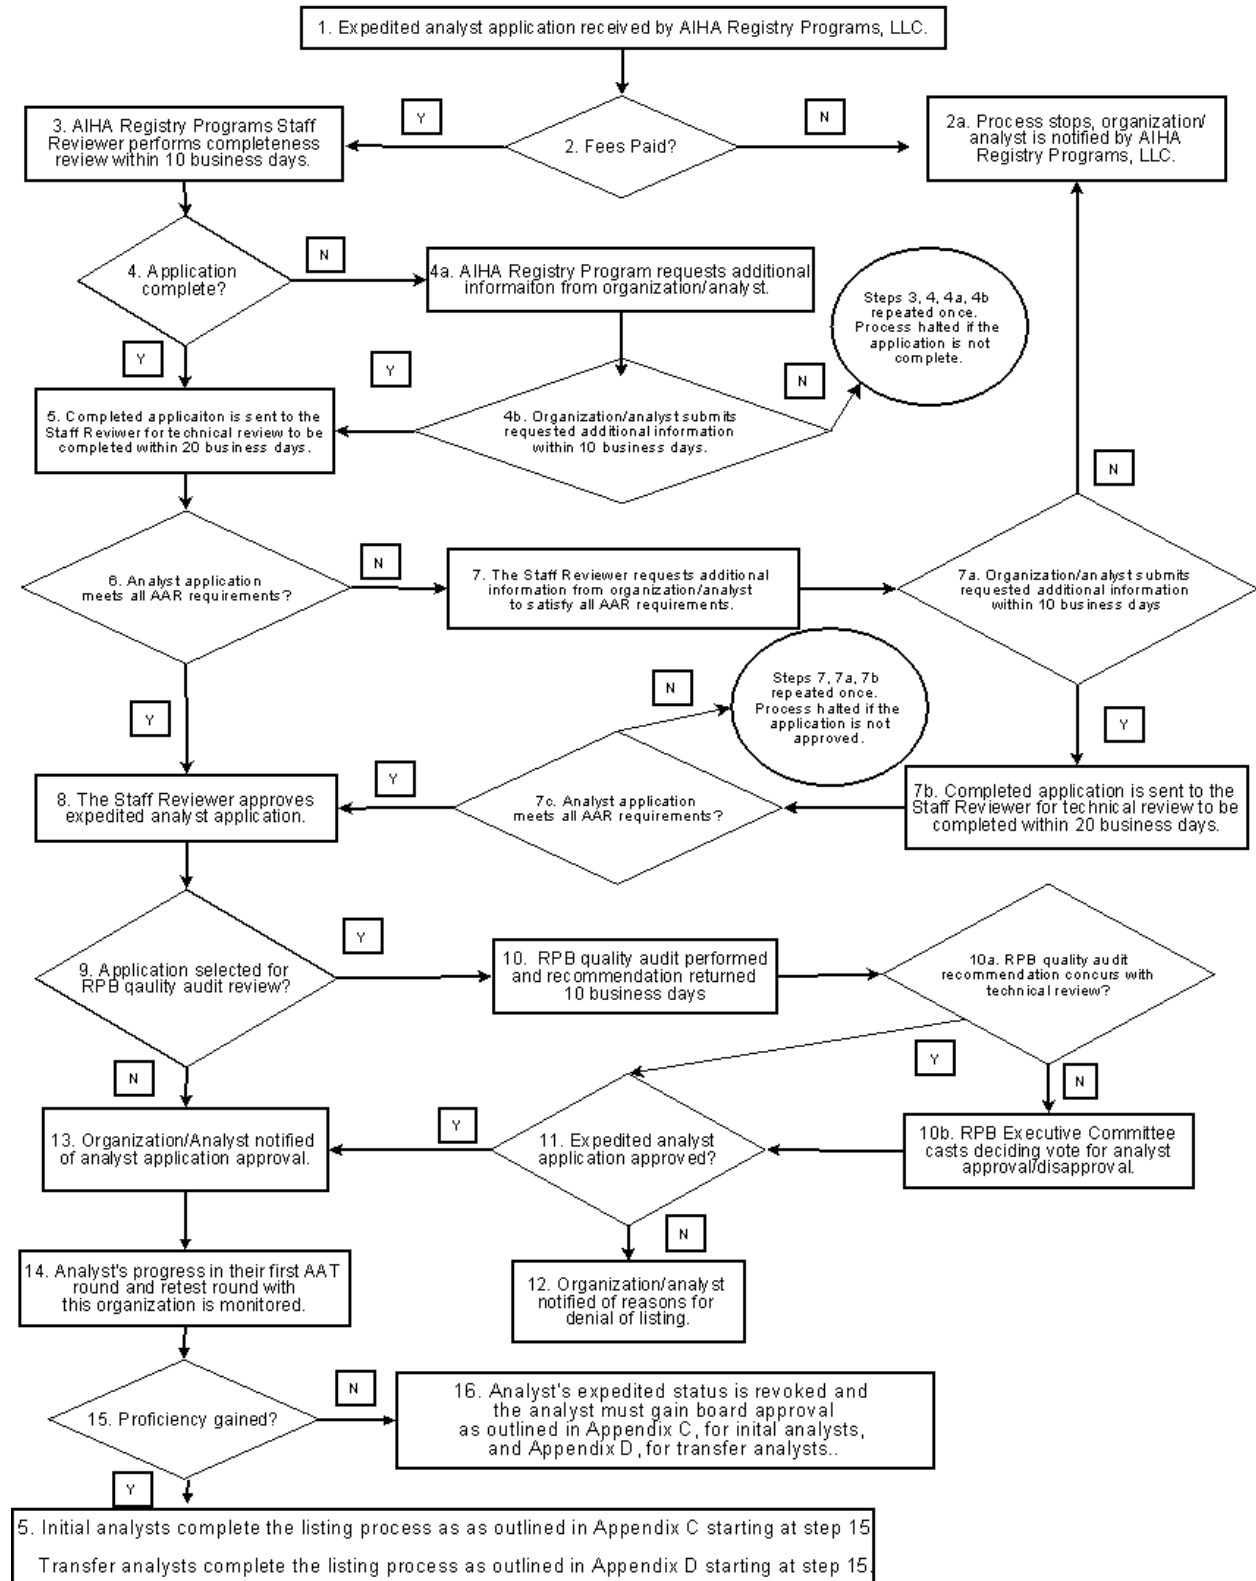 1. Expedited analyst application received by AIHA Registry Programs, LLC.
Y
N
2. Fees Paid?
3. AIHA Registry Programs Staff
Reviewer performs completeness
review within 10 business days.
2a. Process stops, organization/
analyst is notified by AIHA
Registry Programs, LLC.
4. Application
complete?
N
4a. AIHA Registry Program requests additional
informaiton from organization/analyst.
Steps 3, 4, 4a, 4b
repeated once.
Process halted if the
application is not
complete.
Y
Y
N
5. Completed applicaiton is sent to the
Staff Reviwer for technical review to be
completed within 20 business days.
4b. Organization/analyst submits
requested additional information
within 10 business days.
N
6. Analyst application
meets all AAR requirements?
N
7. The Staff Reviewer requests additional
information from organization/analyst
to satisfy all AAR requirements.
7a. Organization/analyst submits
requested additional information
within 10 business days
Y
N
Steps 7, 7a, 7b
repeated once.
Process halted if the
application is not
approved.
Y
8. The Staff Reviewer approves
expedited analyst application.
Y
7c. Analyst application
meets all AAR requirements?
7b. Completed application is sent to the
Staff Reviewer for technical review to be
completed within 20 business days.
9. Application selected for
RPB qaulity audit review?
Y
10. RPB quality audit performed
and recommendation returned
10 business days
10a. RPB quality audit
recommendation concurs with
technical review?
N
Y
N
13. Organization/Analyst notified
of analyst application approval.
Y
11. Expedited analyst
application approved?
10b. RPB Executive Committee
casts deciding vote for analyst
approval/disapproval.
N
14. Analyst's progress in their first AAT
round and retest round with
this organization is monitored.
12. Organization/analyst
notified of reasons for
denial of listing.
15. Proficiency gained?
N
16. Analyst's expedited status is revoked and
the analyst must gain board approval
as outlined in Appendix C, for inital analysts,
and Appendix D, for transfer analysts..
Y
5. Initial analysts complete the listing process as as outlined in Appendix C starting at step 15
Transfer analysts complete the listing process as outlined in Appendix D starting at step 15.